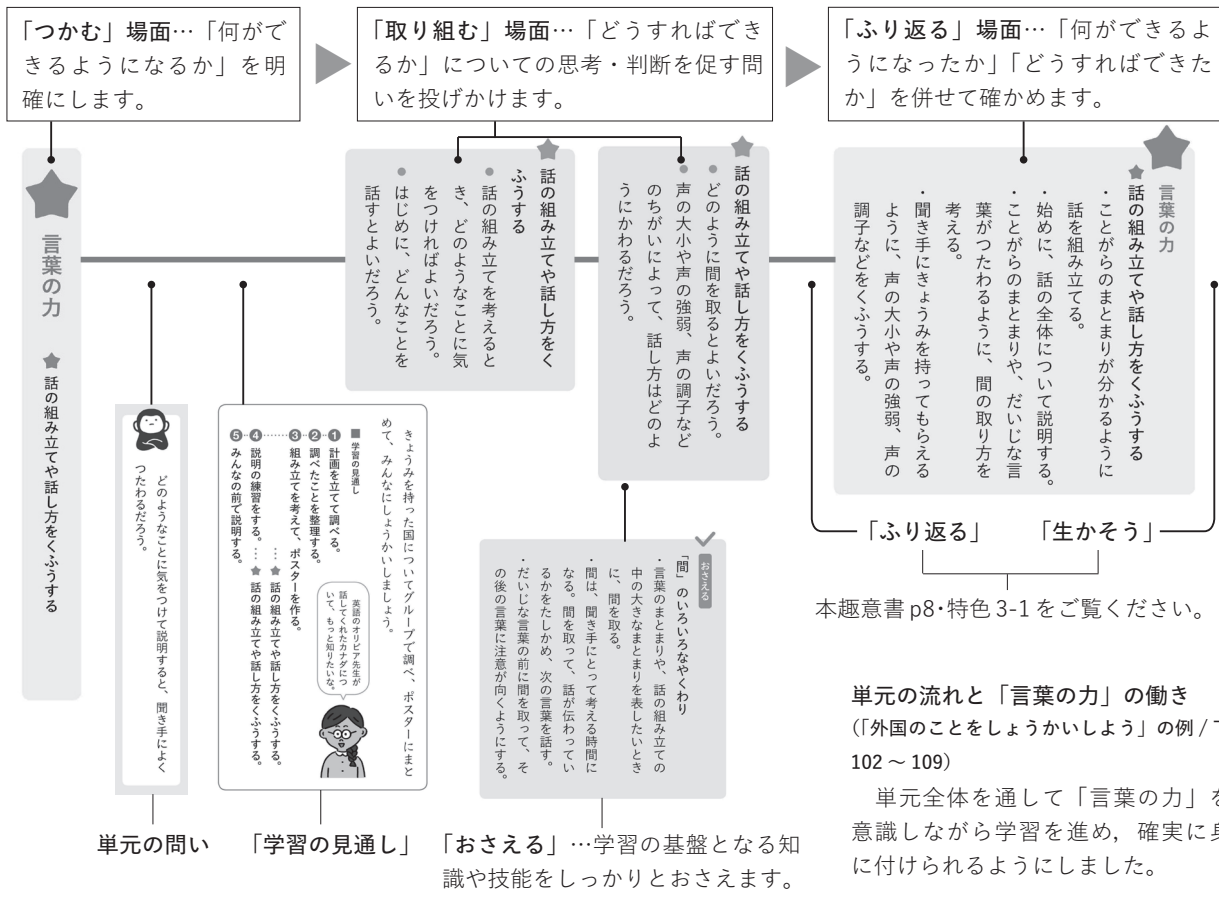 「つかむ」場面…「何がで
きるようになるか」を明
確にします。
「取り組む」場面…「どうすればでき
るか」についての思考・判断を促す問
いを投げかけます。
「ふり返る」場面…「何ができるよ
うになったか」「どうすればできた
か」を併せて確かめます。
言葉の力
話の組み立てや話し方をくふうする
どのようなことに気をつけて説明すると、聞き手によく
つたわるだろう。
単元の問い
きょうみを持った国についてグループで調べ、ポスターにまと
めて、みんなにしょうかいしましょう。
■学習の見通し
❶計画を立てて調べる。
❷調べたことを整理する。
❸組み立てを考えて、ポスターを作る。
…★話の組み立てや話し方をくふうする。
❹説明の練習をする。…★話の組み立てや話し方をくふうする。
❺みんなの前で説明する。
英語のオリビア先生が
話してくれたカナダにつ
いて、もっと知りたいな。
「学習の見通し」
話の組み立てや話し方をく
ふうする
●話の組み立てを考えると
き、どのようなことに気
をつければよいだろう。
●はじめに、どんなことを
話すとよいだろう。
話の組み立てや話し方をくふうする
●どのように間を取るとよいだろう。
●声の大小や声の強弱、声の調子など
のちがいによって、話し方はどのよ
うにかわるだろう。
おさえる
「間」のいろいろなやくわり
・言葉のまとまりや、話の組み立ての
中の大きなまとまりを表したいとき
に、間を取る。
・間は、聞き手にとって考える時間に
なる。間を取って、話が伝わってい
るかをたしかめ、次の言葉を話す。
・だいじな言葉の前に間を取って、そ
の後の言葉に注意が向くようにする。
「おさえる」…学習の基盤となる知
識や技能をしっかりとおさえます。
言葉の力
★話の組み立てや話し方をくふうする
・ことがらのまとまりが分かるように
話を組み立てる。
・始めに、話の全体について説明する。
・ことがらのまとまりや、だいじな言
葉がつたわるように、間の取り方を
考える。
・聞き手にきょうみを持ってもらえる
ように、声の大小や声の強弱、声の
調子などをくふうする。
「ふり返る」
「生かそう」
本趣意書p8・特色3-1をご覧ください。
単元の流れと「言葉の力」の働き
(「外国のことをしょうかいしよう」の例/
102～109)
単元全体を通して「言葉の力」
意識しながら学習を進め，確実に
に付けられるようにしました。